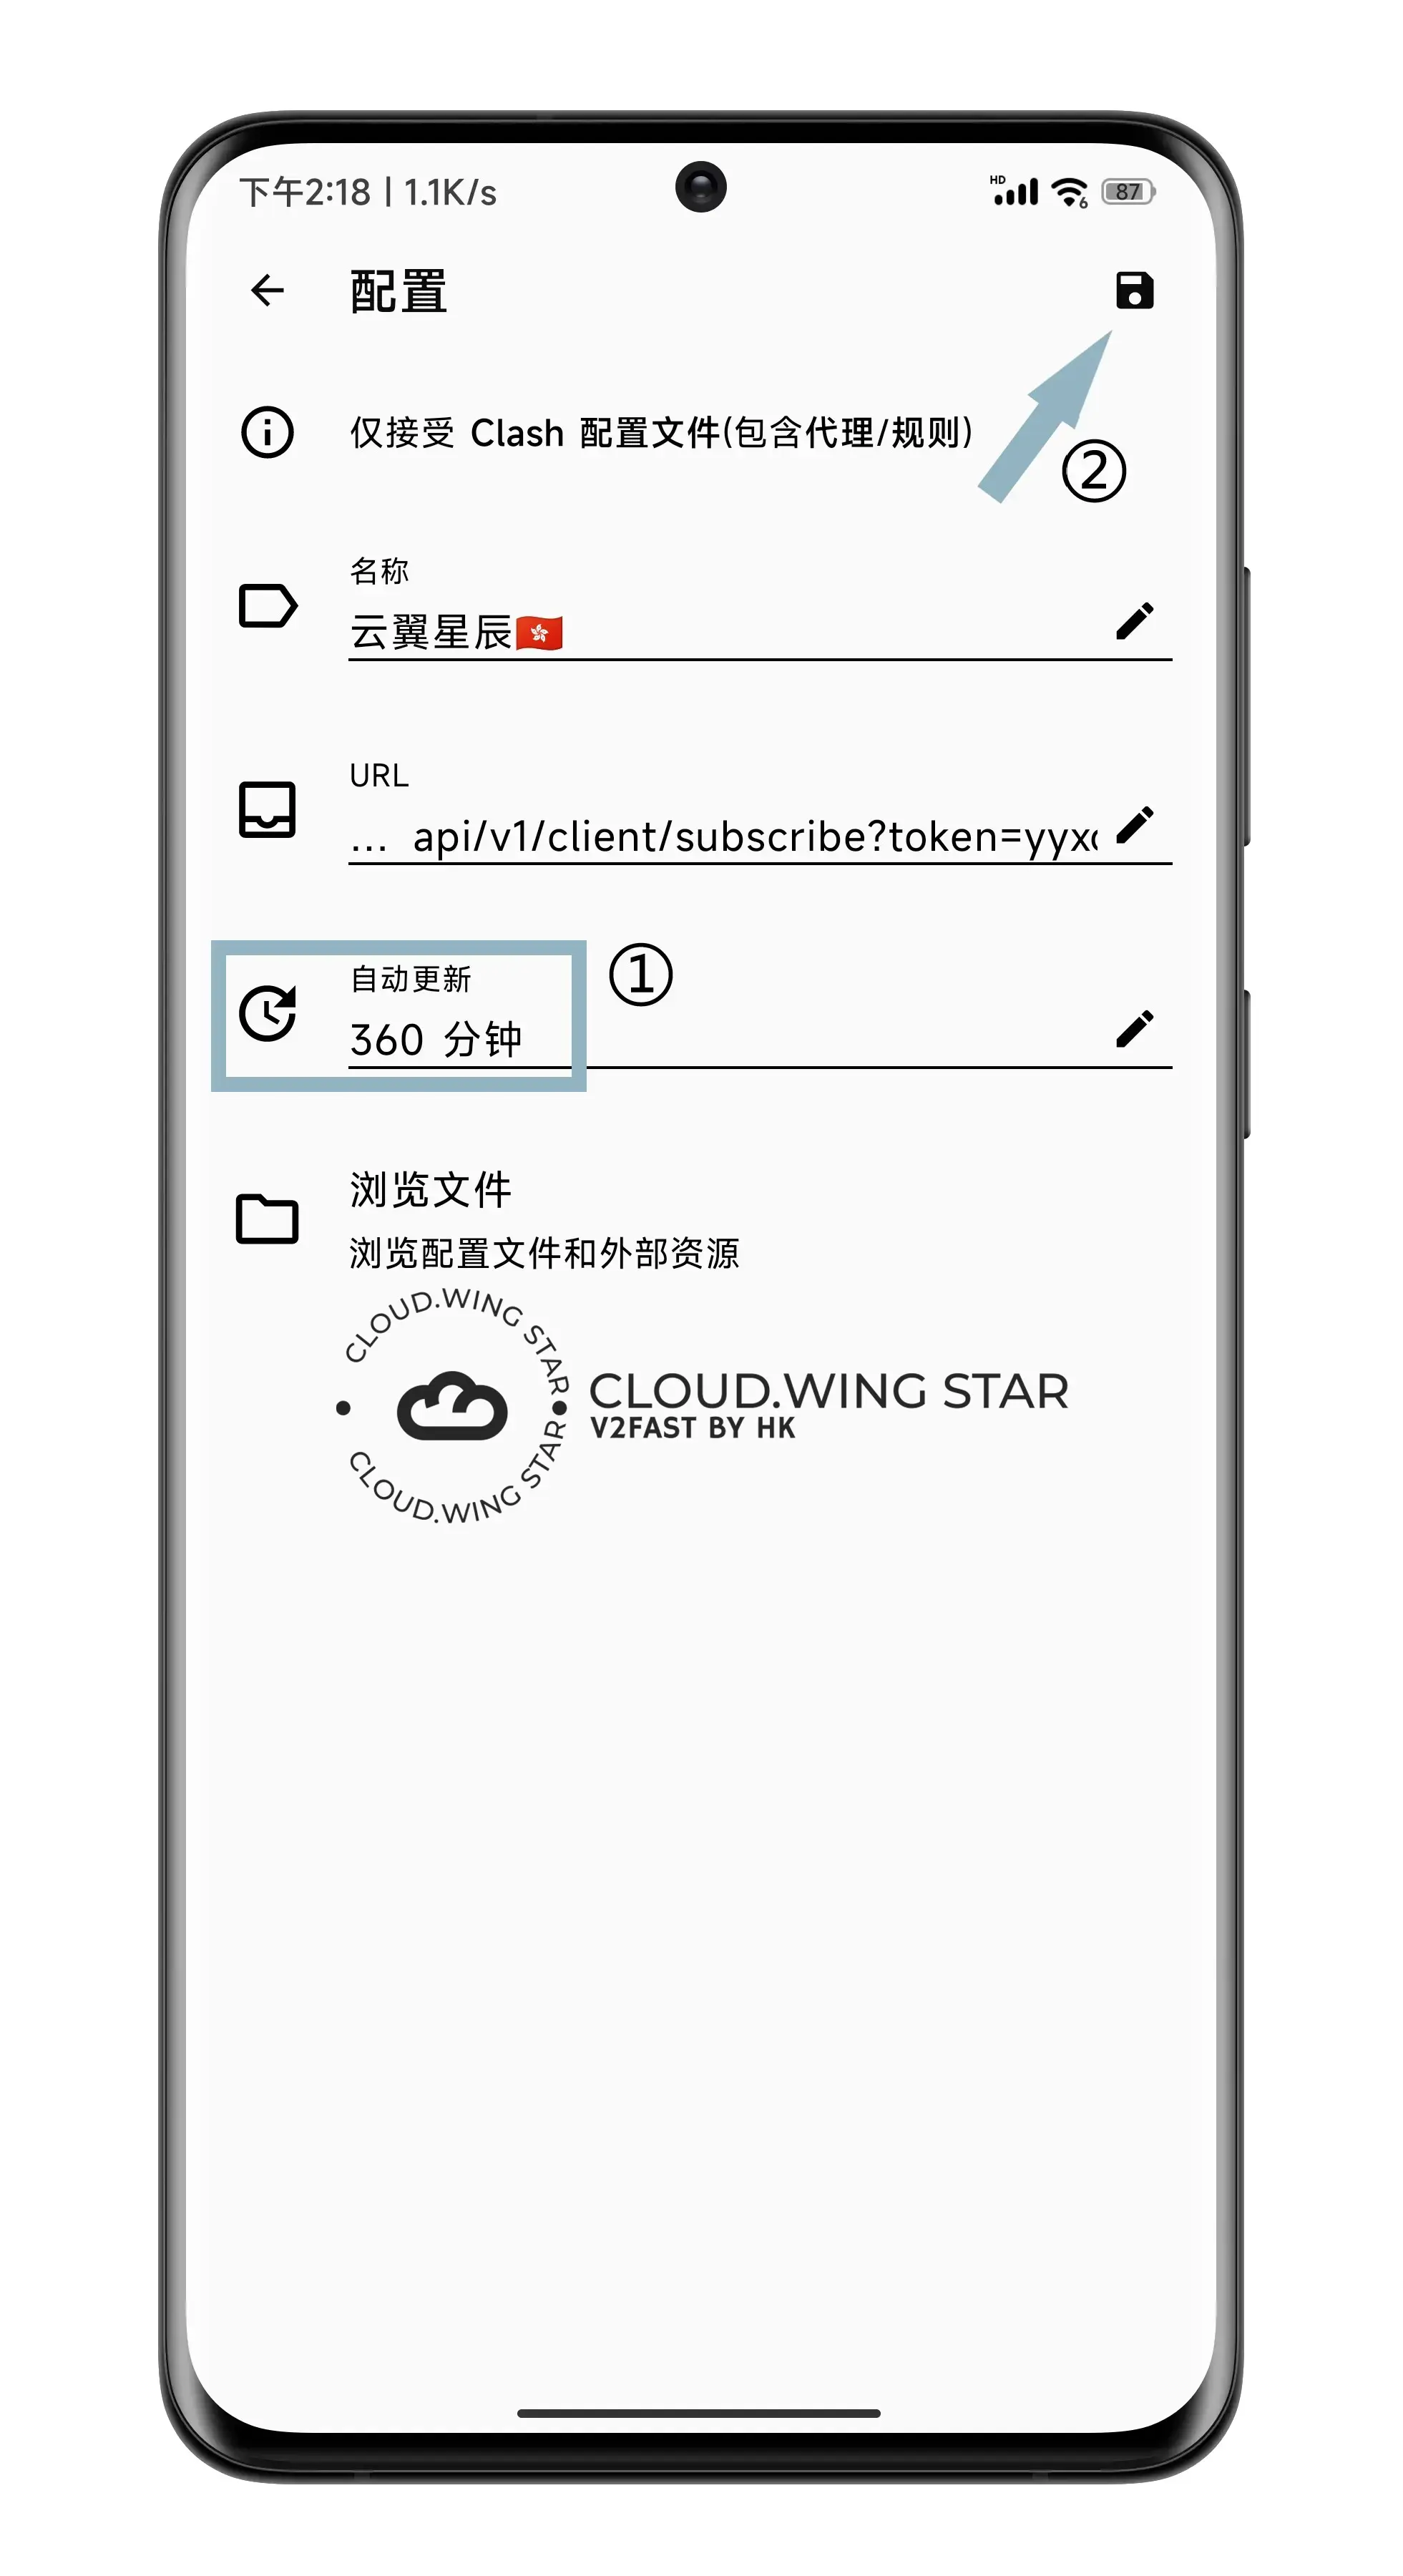 下午2:18 | 1.1K/s
HD
6
87
配置
仅接受 Clash 配置文件(包含代理/规则)
②
名称
云翼星辰🇭🇰
URL
... api/v1/client/subscribe?token=yyx
①
自动更新
360 分钟
浏览文件
浏览配置文件和外部资源
CLOUD.WING STAR
CLOUD.WING STAR
CLOUD.WING STAR
V2FAST BY HK